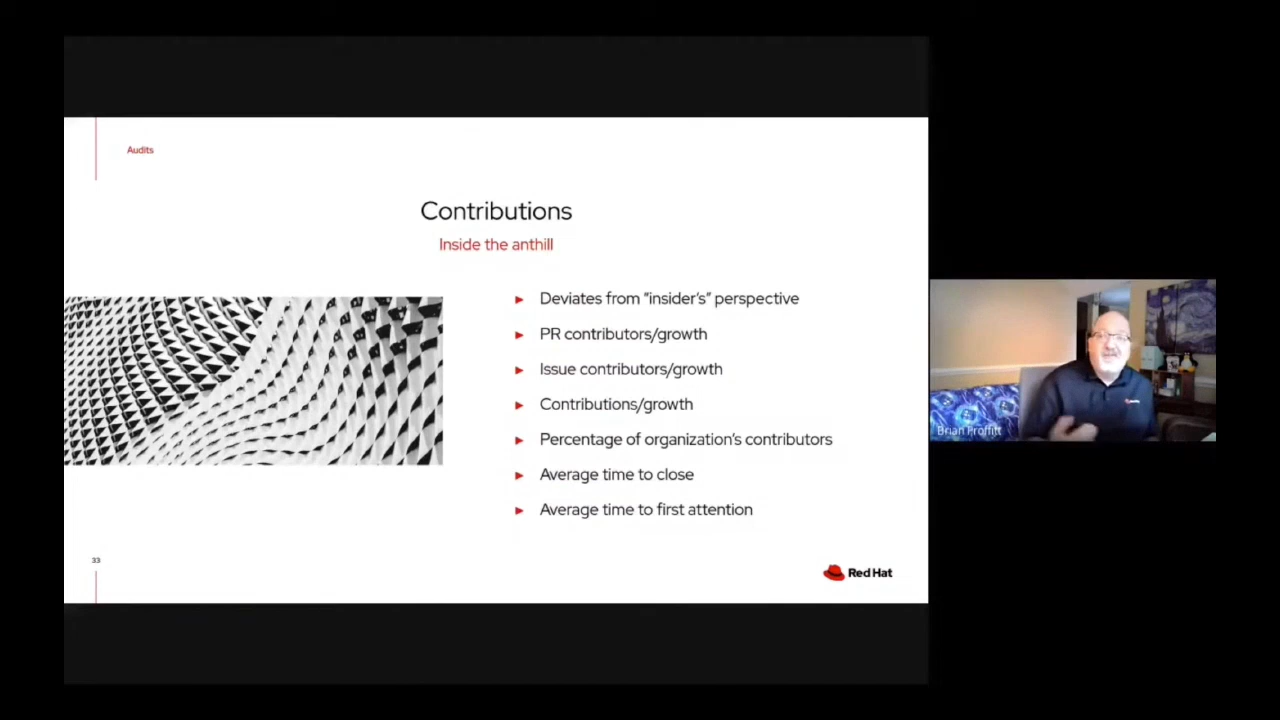 Audits
Contributions
Inside the anthill
► Deviates from “insider’s” perspective
► PR contributors/growth
► Issue contributors/growth
► Contributions/growth
► Percentage of organization’s contributors
► Average time to close
► Average time to first attention
33
Red Hat
Brian Proffitt